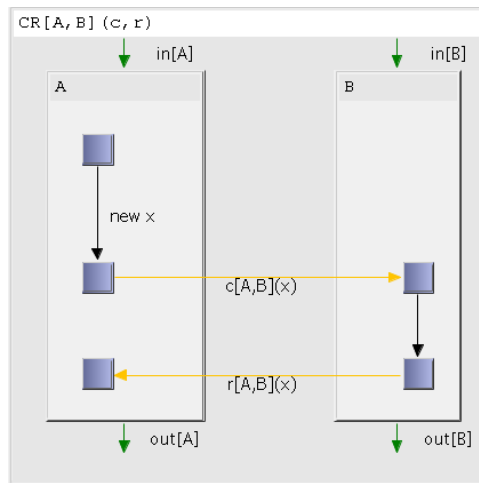 CR[A,B](c,r)
in[A]
in[B]
A
B
new x
c[A,B](x)
r[A,B](x)
out[A]
out[B]